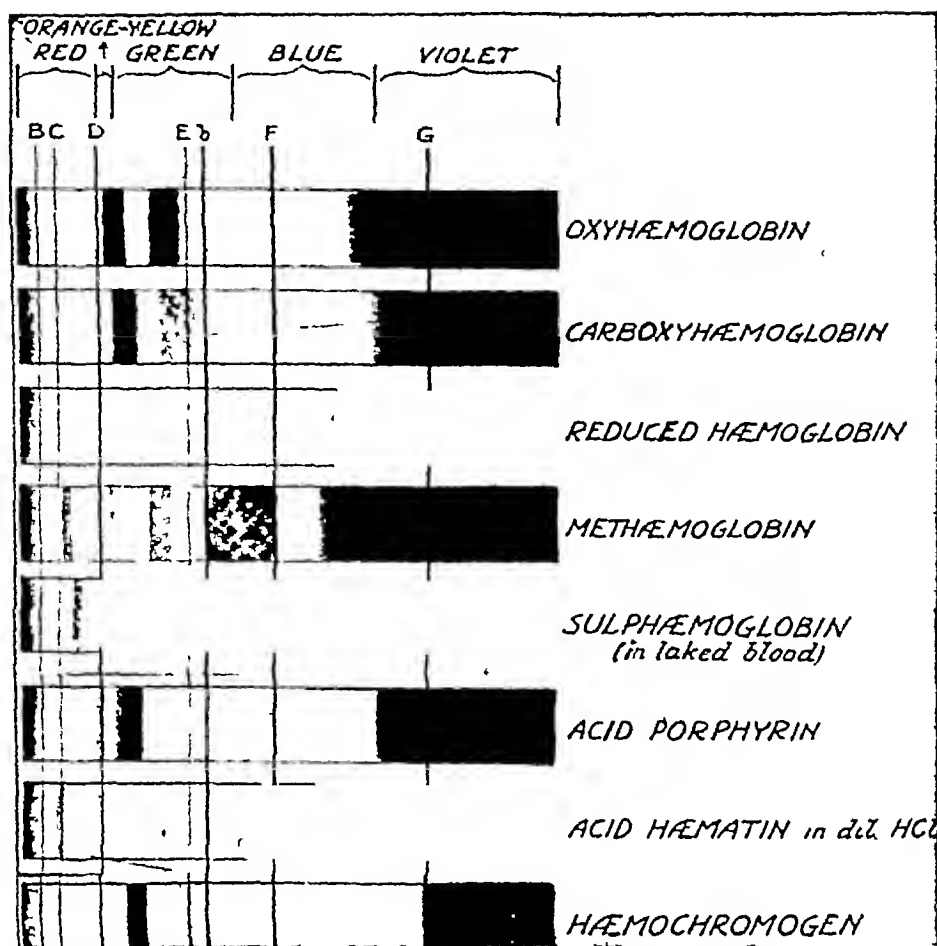 ORANGE-YELLOW
RED ↑ GREEN BLUE VIOLET
B C D E b F G
OXYHÆMOGLOBIN
CARBOXYHÆMOGLOBIN
REDUCED HÆMOGLOBIN
METHÆMOGLOBIN
SULPHÆMOGLOBIN
(in laked blood)
ACID PORPHYRIN
ACID HÆMATIN in dil. HCl
HÆMOCHROMOGEN